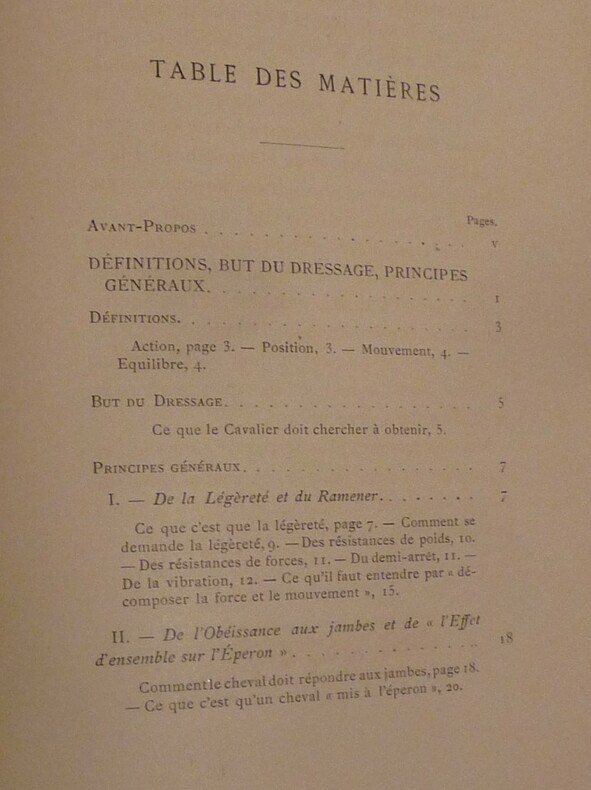 TABLE DES MATIÈRES
Pages.
AVANT-PROPOS . . . . . . . . . . . . . . . v
DÉFINITIONS, BUT DU DRESSAGE, PRINCIPES
GÉNÉRAUX. . . . . . . . . . . . . . . 1
DÉFINITIONS. . . . . . . . . . . . . . . . 3
Action, page 3. — Position, 3. — Mouvement, 4. —
Equilibre, 4.
BUT DU DRESSAGE. . . . . . . . . . . . . . 5
Ce que le Cavalier doit chercher à obtenir, 5.
PRINCIPES GÉNÉRAUX. . . . . . . . . . . . . 7
I. — De la Légèreté et du Ramener. . . . . . . . 7
Ce que c'est que la légèreté, page 7. — Comment se
demande la légèreté, 9. — Des résistances de poids, 10.
— Des résistances de forces, 11. — Du demi-arrêt, 11. —
De la vibration, 12. — Ce qu'il faut entendre par « dé-
composer la force et le mouvement », 15.
II. — De l'Obéissance aux jambes et de « l'Effet
d'ensemble sur l'Éperon » . . . . . . . . . . . 18
Comment le cheval doit répondre aux jambes, page 18.
— Ce que c'est qu'un cheval « mis à l'éperon », 20.